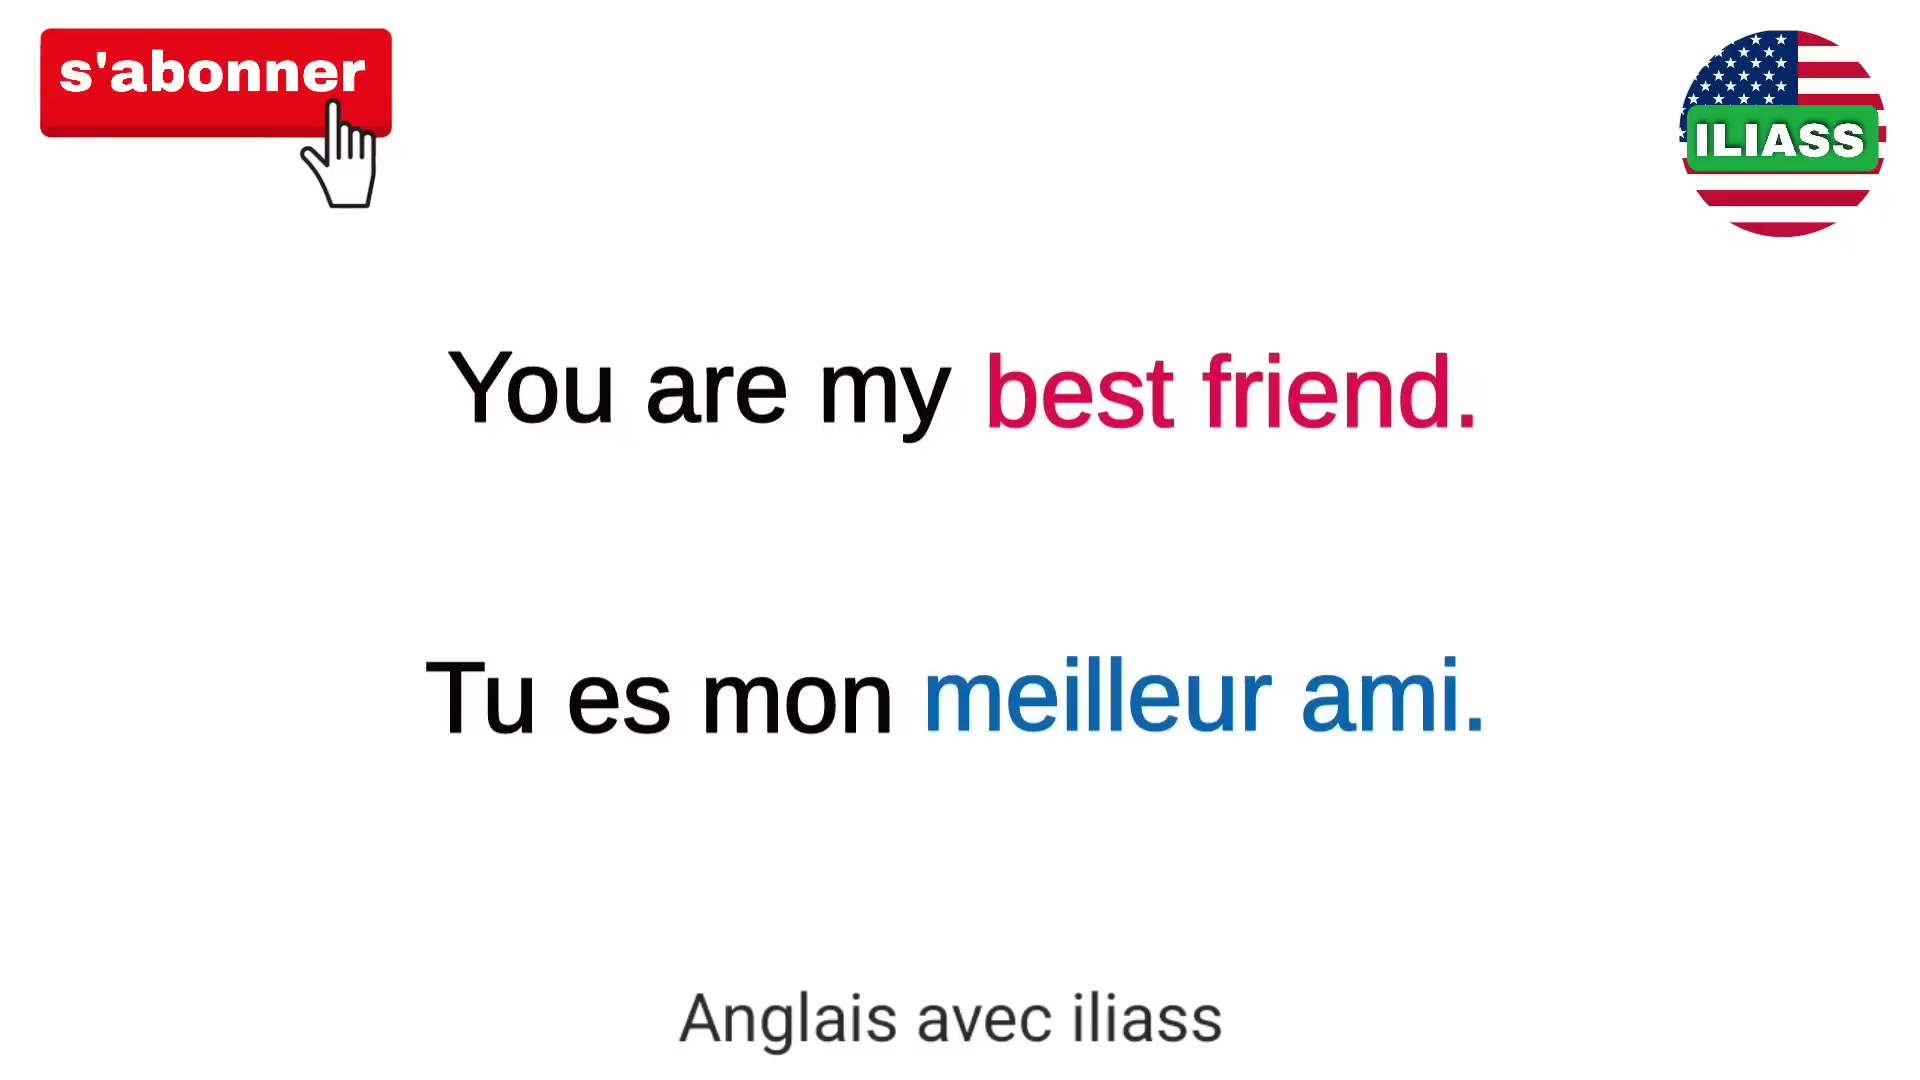 s'abonner
ILIASS
You are my best friend.
Tu es mon meilleur ami.
Anglais avec iliass